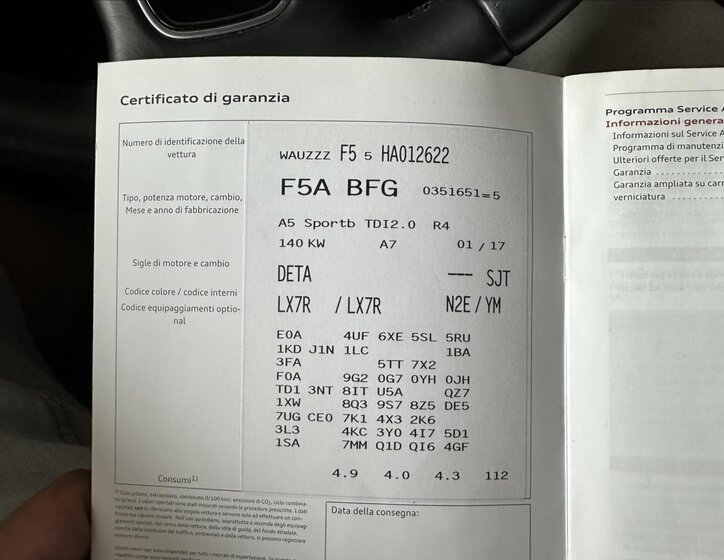 Certificato di garanzia
Numero di identificazione della
vettura
WAUZZZ F5 5 HA012622
F5A BFG 0351651=5
Tipo, potenza motore, cambio,
Mese e anno di fabbricazione
A5 Sportb TDI2.0 R4
140 KW A7 01 / 17
Sigle di motore e cambio
DETA --- SJT
Codice colore / codice interni
LX7R / LX7R N2E / YM
Codice equipaggiamenti optio-
nal
E0A 4UF 6XE 5SL 5RU
1KD J1N 1LC 1BA
3FA 5TT 7X2
F0A 9G2 0G7 0YH 0JH
TD1 3NT 8IT U5A QZ7
1XW 8Q3 9S7 8Z5 DE5
7UG CE0 7K1 4X3 2K6
3L3 4KC 3Y0 4I7 5D1
1SA 7MM Q1D QI6 4GF
Consumi1)
4.9 4.0 4.3 112
Data della consegna:
Programma Service A
Informazioni genera
Informazioni sul Service A
Programma di manutenzi
Ulteriori offerte per il Ser
Garanzia . . . . . . . . . . .
Garanzia ampliata su carr
verniciatura . . . . . . . .